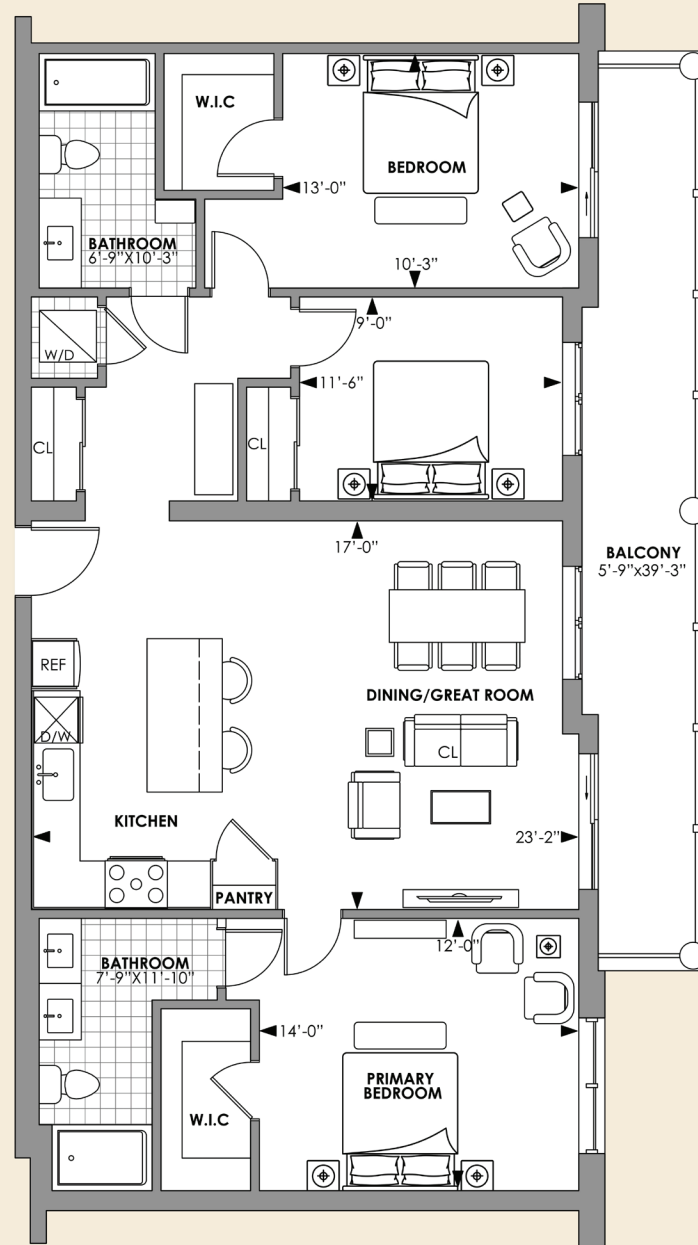 W.I.C
BEDROOM
13'-0"
10'-3"
BATHROOM
6'-9"X10'-3"
9'-0"
W/D
11'-6"
CL
CL
17'-0"
BALCONY
5'-9"x39'-3"
REF
DINING/GREAT ROOM
D/W
CL
KITCHEN
23'-2"
PANTRY
12'-0"
BATHROOM
7'-9"X11'-10"
14'-0"
PRIMARY
BEDROOM
W.I.C